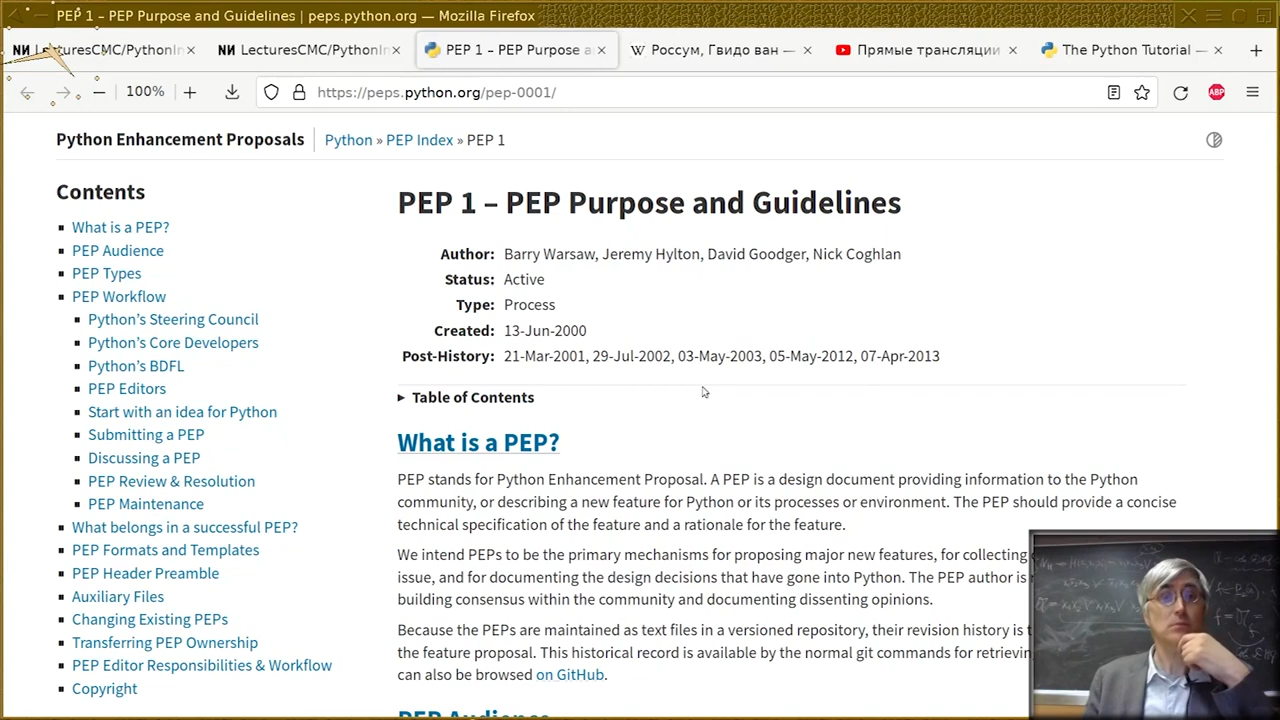 PEP 1 – PEP Purpose and Guidelines | peps.python.org — Mozilla Firefox
LecturesCMC/PythonIn
LecturesCMC/PythonIn
PEP 1 – PEP Purpose a
Россум, Гвидо ван —
Прямые трансляции
The Python Tutorial —
100%
https://peps.python.org/pep-0001/
ABP
Python Enhancement Proposals
Python » PEP Index » PEP 1
Contents
What is a PEP?
PEP Audience
PEP Types
PEP Workflow
Python’s Steering Council
Python’s Core Developers
Python’s BDFL
PEP Editors
Start with an idea for Python
Submitting a PEP
Discussing a PEP
PEP Review & Resolution
PEP Maintenance
What belongs in a successful PEP?
PEP Formats and Templates
PEP Header Preamble
Auxiliary Files
Changing Existing PEPs
Transferring PEP Ownership
PEP Editor Responsibilities & Workflow
Copyright
PEP 1 – PEP Purpose and Guidelines
Author: Barry Warsaw, Jeremy Hylton, David Goodger, Nick Coghlan
Status: Active
Type: Process
Created: 13-Jun-2000
Post-History: 21-Mar-2001, 29-Jul-2002, 03-May-2003, 05-May-2012, 07-Apr-2013
Table of Contents
What is a PEP?
PEP stands for Python Enhancement Proposal. A PEP is a design document providing information to the Python
community, or describing a new feature for Python or its processes or environment. The PEP should provide a concise
technical specification of the feature and a rationale for the feature.
We intend PEPs to be the primary mechanisms for proposing major new features, for collecting
issue, and for documenting the design decisions that have gone into Python. The PEP author is
building consensus within the community and documenting dissenting opinions.
Because the PEPs are maintained as text files in a versioned repository, their revision history is
the feature proposal. This historical record is available by the normal git commands for retrievin
can also be browsed on GitHub.
PEP Audience